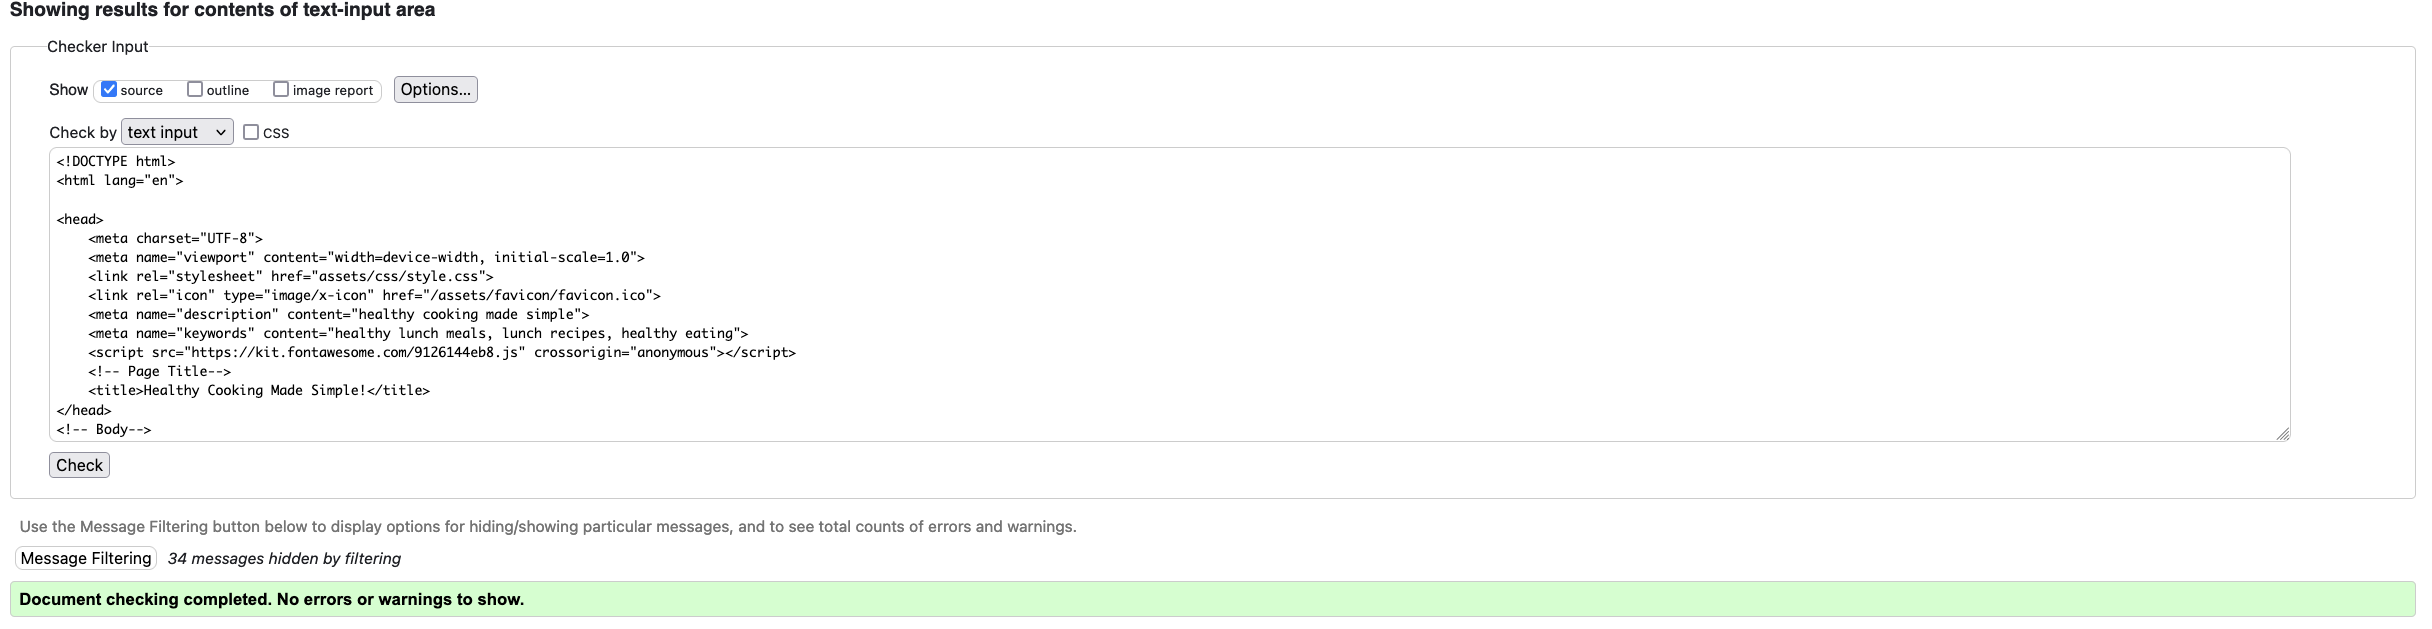 Showing results for contents of text-input area
Checker Input
Show source outline image report Options...
Check by text input CSS
<!DOCTYPE html>
<html lang="en">
<head>
    <meta charset="UTF-8">
    <meta name="viewport" content="width=device-width, initial-scale=1.0">
    <link rel="stylesheet" href="assets/css/style.css">
    <link rel="icon" type="image/x-icon" href="/assets/favicon/favicon.ico">
    <meta name="description" content="healthy cooking made simple">
    <meta name="keywords" content="healthy lunch meals, lunch recipes, healthy eating">
    <script src="https://kit.fontawesome.com/9126144eb8.js" crossorigin="anonymous"></script>
    <!-- Page Title-->
    <title>Healthy Cooking Made Simple!</title>
</head>
<!-- Body-->
Check
Use the Message Filtering button below to display options for hiding/showing particular messages, and to see total counts of errors and warnings.
Message Filtering 34 messages hidden by filtering
Document checking completed. No errors or warnings to show.